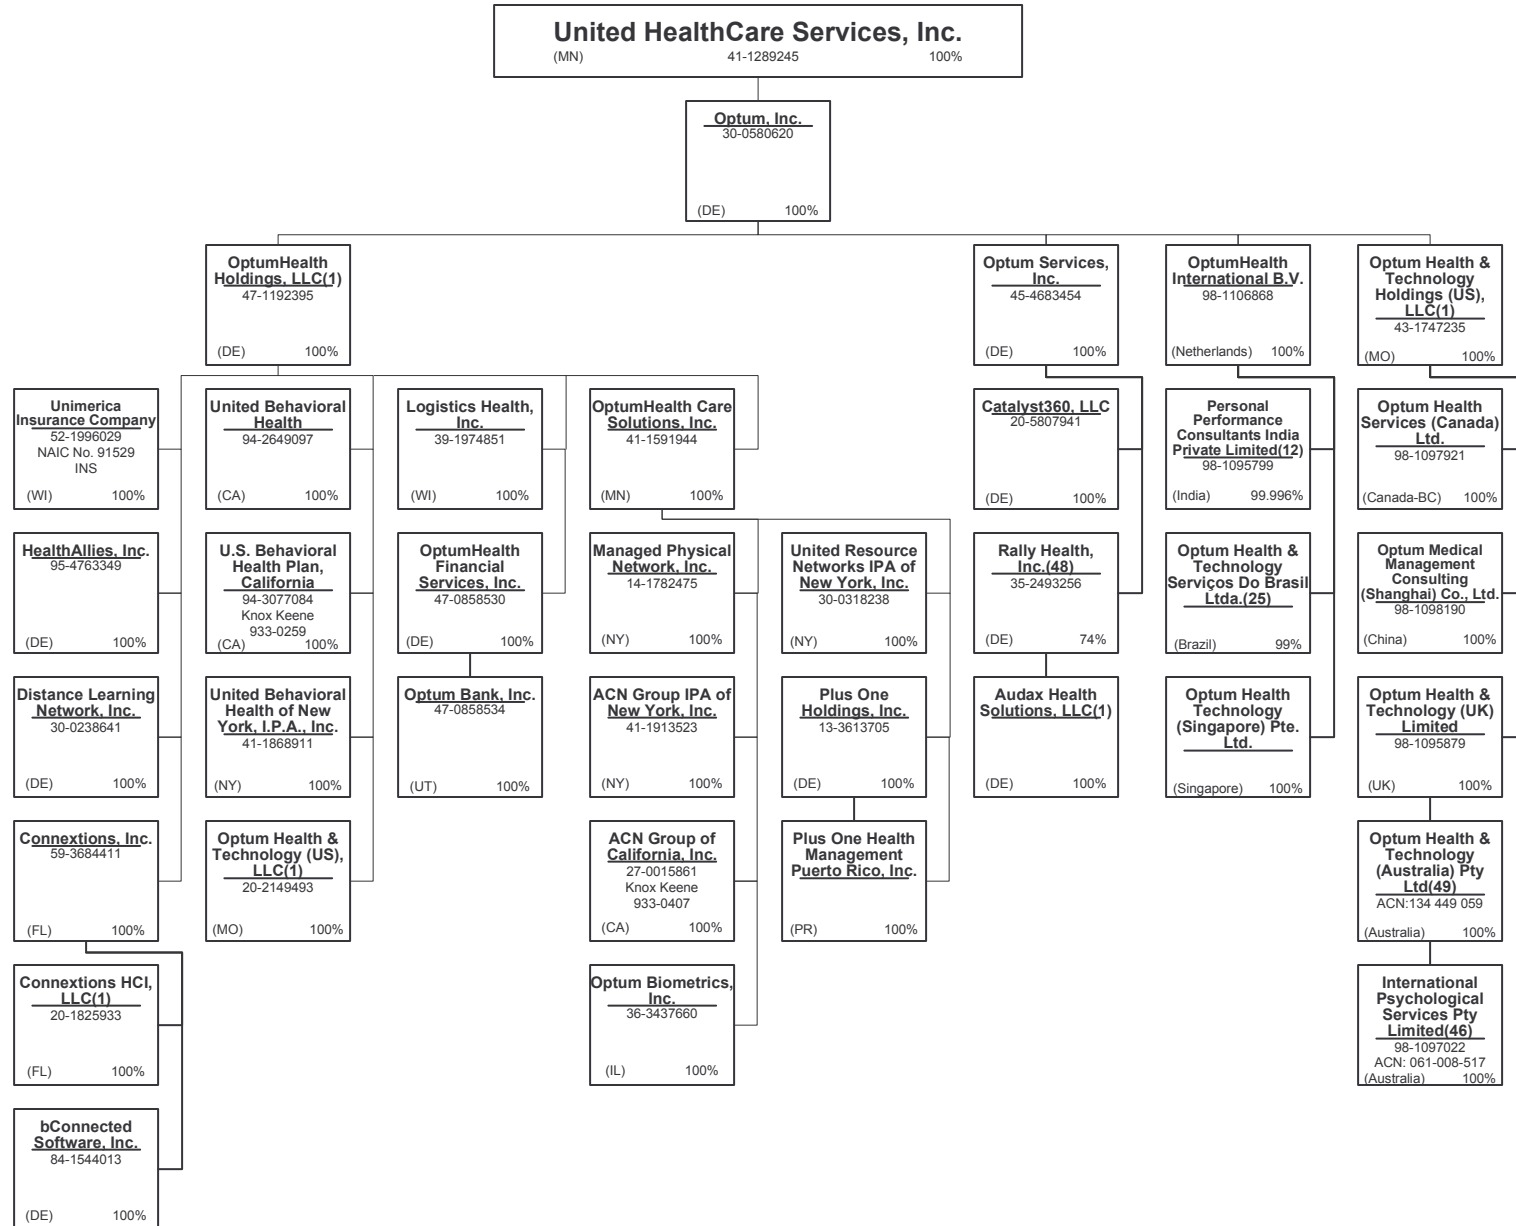 United HealthCare Services, Inc.
(MN) 41-1289245 100%
Optum, Inc.
30-0580620
(DE) 100%
OptumHealth
Holdings, LLC(1)
47-1192395
(DE) 100%
Optum Services,
Inc.
45-4683454
(DE) 100%
OptumHealth
International B.V.
98-1106868
(Netherlands) 100%
Optum Health &
Technology
Holdings (US),
LLC(1)
43-1747235
(MO) 100%
Unimerica
Insurance Company
52-1996029
NAIC No. 91529
INS
(WI) 100%
United Behavioral
Health
94-2649097
(CA) 100%
Logistics Health,
Inc.
39-1974851
(WI) 100%
OptumHealth Care
Solutions, Inc.
41-1591944
(MN) 100%
Catalyst360, LLC
20-5807941
(DE) 100%
Personal
Performance
Consultants India
Private Limited(12)
98-1095799
(India) 99.996%
Optum Health
Services (Canada)
Ltd.
98-1097921
(Canada-BC) 100%
HealthAllies, Inc.
95-4763349
(DE) 100%
U.S. Behavioral
Health Plan,
California
94-3077084
Knox Keene
933-0259
(CA) 100%
OptumHealth
Financial
Services, Inc.
47-0858530
(DE) 100%
Managed Physical
Network, Inc.
14-1782475
(NY) 100%
United Resource
Networks IPA of
New York, Inc.
30-0318238
(NY) 100%
Rally Health,
Inc.(48)
35-2493256
(DE) 74%
Optum Health &
Technology
Serviços Do Brasil
Ltda.(25)
(Brazil) 99%
Optum Medical
Management
Consulting
(Shanghai) Co., Ltd.
98-1098190
(China) 100%
Distance Learning
Network, Inc.
30-0238641
(DE) 100%
United Behavioral
Health of New
York, I.P.A., Inc.
41-1868911
(NY) 100%
Optum Bank, Inc.
47-0858534
(UT) 100%
ACN Group IPA of
New York, Inc.
41-1913523
(NY) 100%
Plus One
Holdings, Inc.
13-3613705
(DE) 100%
Audax Health
Solutions, LLC(1)
(DE) 100%
Optum Health
Technology
(Singapore) Pte.
Ltd.
(Singapore) 100%
Optum Health &
Technology (UK)
Limited
98-1095879
(UK) 100%
Connextions, Inc.
59-3684411
(FL) 100%
Optum Health &
Technology (US),
LLC(1)
20-2149493
(MO) 100%
ACN Group of
California, Inc.
27-0015861
Knox Keene
933-0407
(CA) 100%
Plus One Health
Management
Puerto Rico, Inc.
(PR) 100%
Optum Health &
Technology
(Australia) Pty
Ltd(49)
ACN:134 449 059
(Australia) 100%
Connextions HCI,
LLC(1)
20-1825933
(FL) 100%
Optum Biometrics,
Inc.
36-3437660
(IL) 100%
International
Psychological
Services Pty
Limited(46)
98-1097022
ACN: 061-008-517
(Australia) 100%
bConnected
Software, Inc.
84-1544013
(DE) 100%